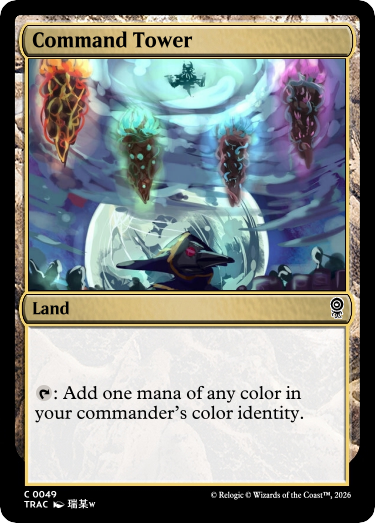 Command Tower
Land
: Add one mana of any color in
your commander's color identity.
C 0049
TRAC 瑞某w
© Relogic © Wizards of the Coast™, 2026